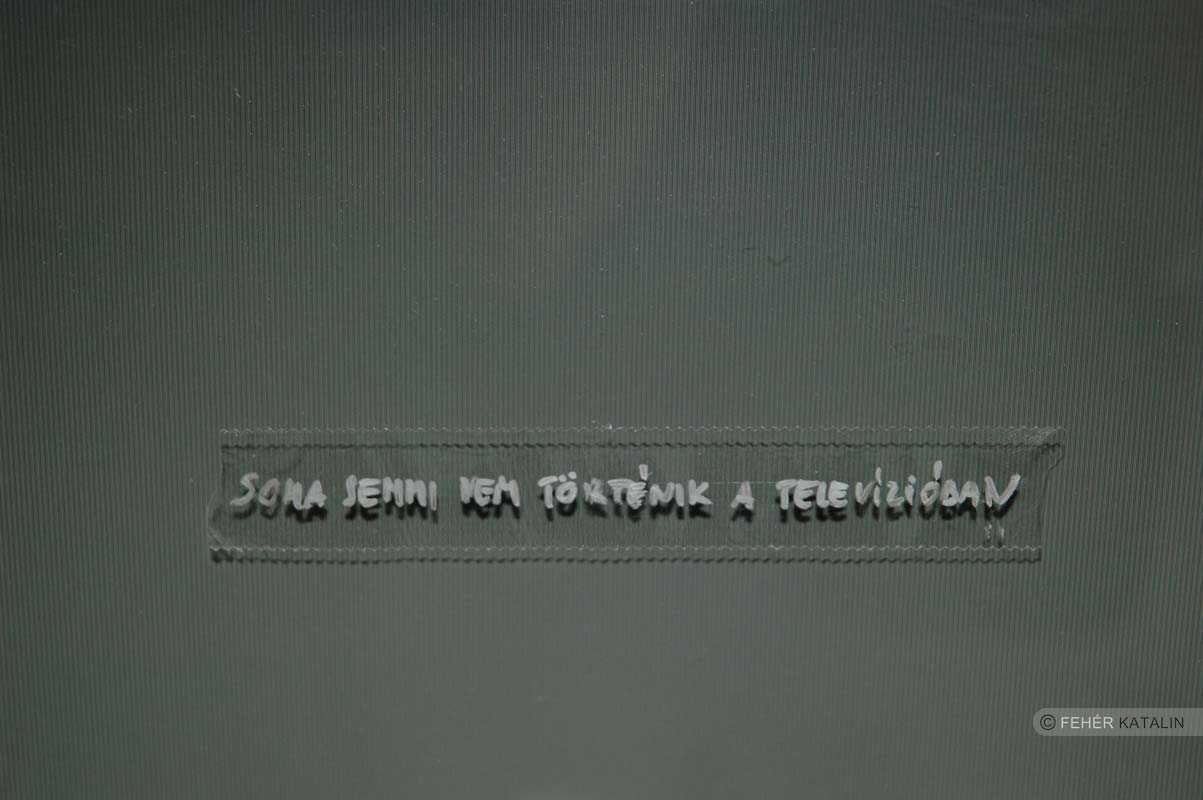 SOHA SEMMI NEM TÖRTÉNIK A TELEVÍZIÓBAN
© FEHÉR KATALIN